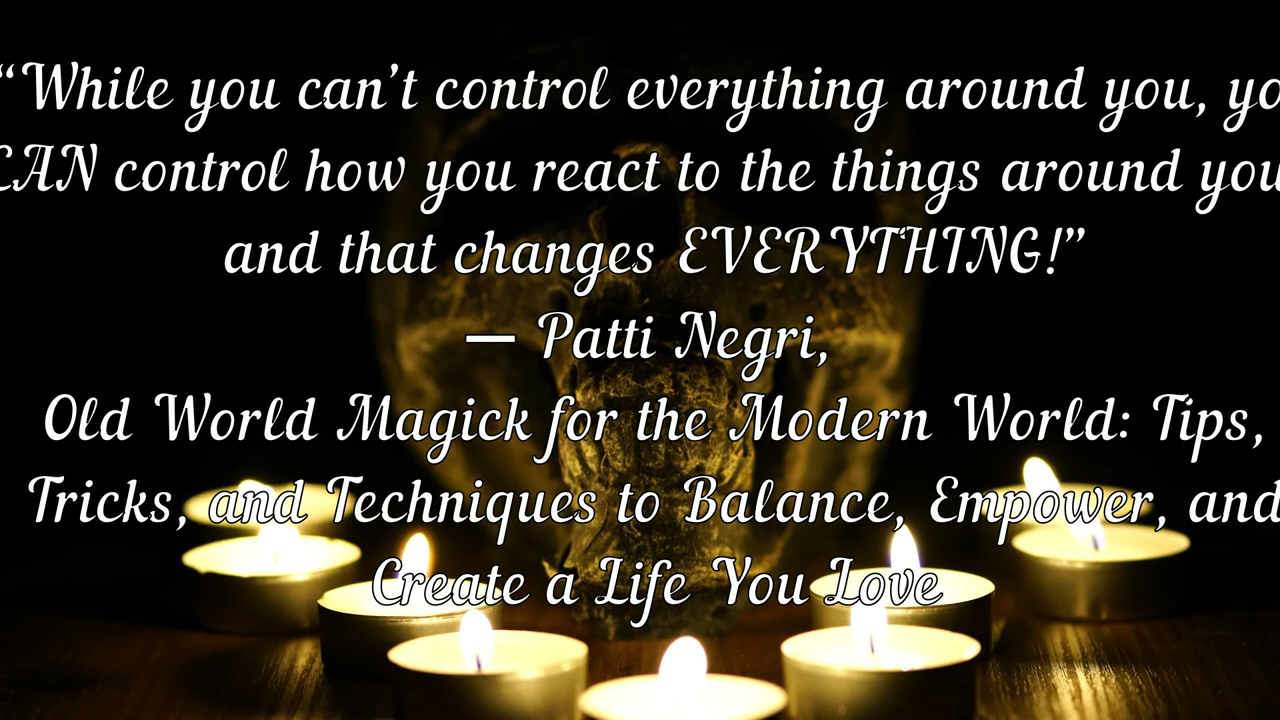 “While you can’t control everything around you, yo
CAN control how you react to the things around you
and that changes EVERYTHING!”
— Patti Negri,
Old World Magick for the Modern World: Tips,
Tricks, and Techniques to Balance, Empower, and
Create a Life You Love